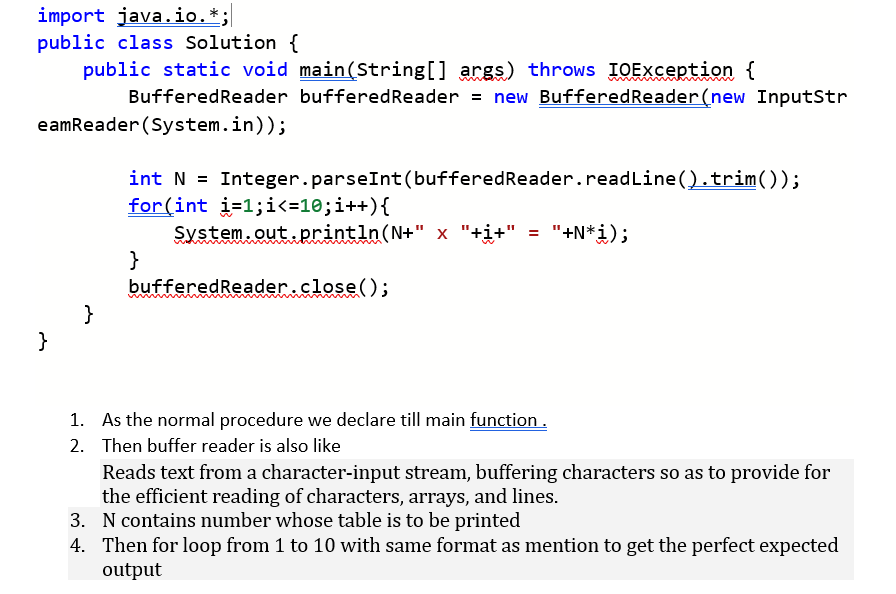 import java.io.*;
public class Solution {
    public static void main(String[] args) throws IOException {
        BufferedReader bufferedReader = new BufferedReader(new InputStr
eamReader(System.in));
        int N = Integer.parseInt(bufferedReader.readLine().trim());
        for(int i=1;i<=10;i++){
            System.out.println(N+" x "+i+" = "+N*i);
        }
        bufferedReader.close();
    }
}
1. As the normal procedure we declare till main function .
2. Then buffer reader is also like
Reads text from a character-input stream, buffering characters so as to provide for
the efficient reading of characters, arrays, and lines.
3. N contains number whose table is to be printed
4. Then for loop from 1 to 10 with same format as mention to get the perfect expected
output